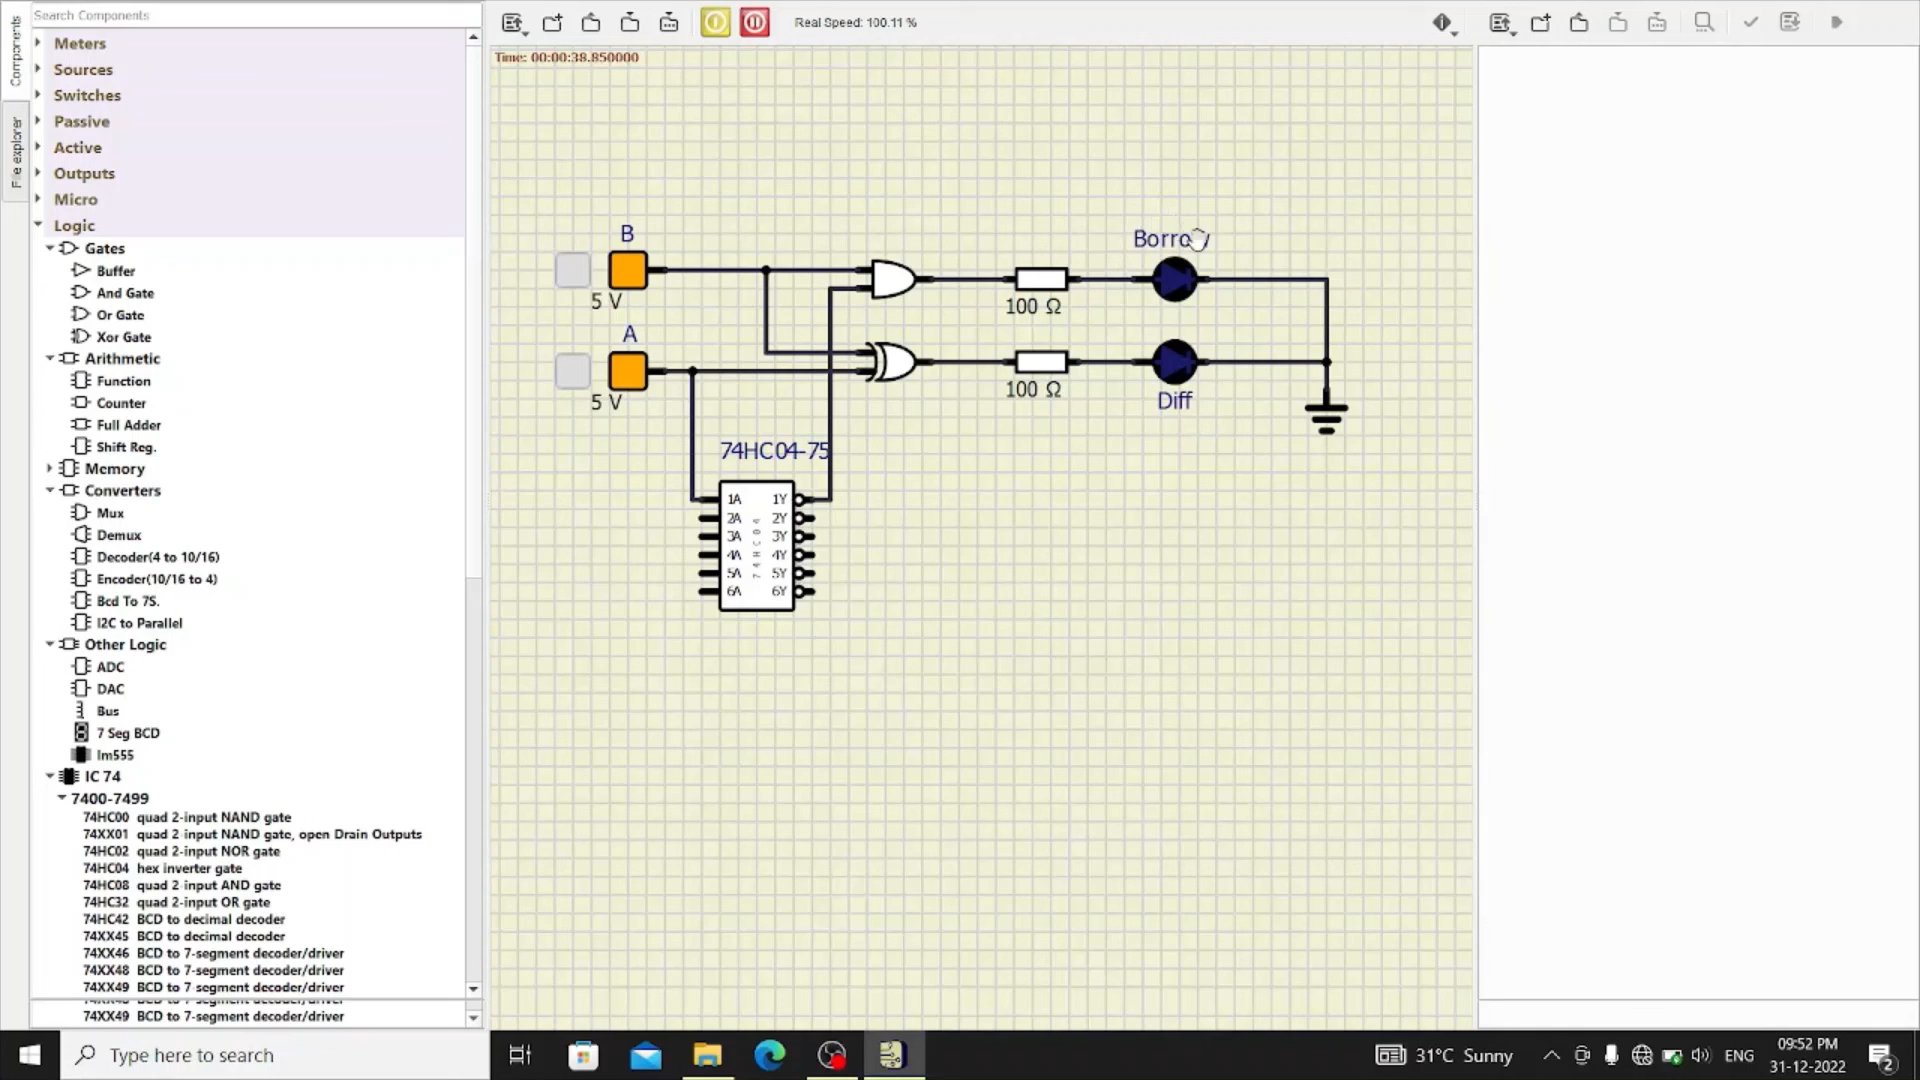 Components
File explorer
Search Components
Meters
Sources
Switches
Passive
Active
Outputs
Micro
Logic
Gates
Buffer
And Gate
Or Gate
Xor Gate
Arithmetic
Function
Counter
Full Adder
Shift Reg.
Memory
Converters
Mux
Demux
Decoder(4 to 10/16)
Encoder(10/16 to 4)
Bcd To 7S.
I2C to Parallel
Other Logic
ADC
DAC
Bus
7 Seg BCD
lm555
IC 74
7400-7499
74HC00 quad 2-input NAND gate
74XX01 quad 2 input NAND gate, open Drain Outputs
74HC02 quad 2-input NOR gate
74HC04 hex inverter gate
74HC08 quad 2 input AND gate
74HC32 quad 2-input OR gate
74HC42 BCD to decimal decoder
74XX45 BCD to decimal decoder
74XX46 BCD to 7-segment decoder/driver
74XX48 BCD to 7-segment decoder/driver
74XX49 BCD to 7-segment decoder/driver
74XX49 BCD to 7-segment decoder/driver
Real Speed: 100.11 %
Time: 00:00:38.850000
B
5 V
A
5 V
100 Ω
Borrow
100 Ω
Diff
74HC04-75
1A 1Y
2A 2Y
3A 3Y
4A 4Y
5A 5Y
6A 6Y
74HC04
Type here to search
31°C Sunny
ENG
09:52 PM
31-12-2022
2